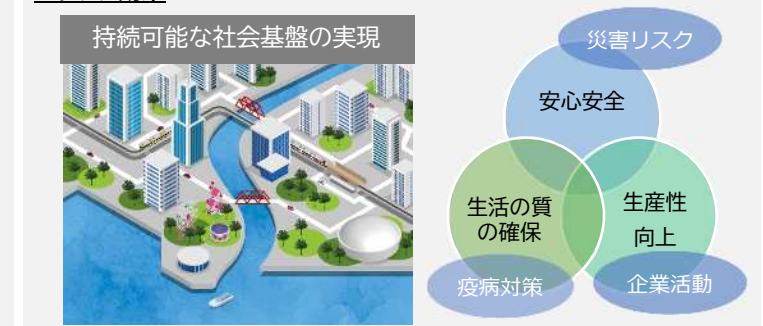 持続可能な社会基盤の実現
災害リスク
安心安全
生活の質
の確保
生産性
向上
疫病対策
企業活動